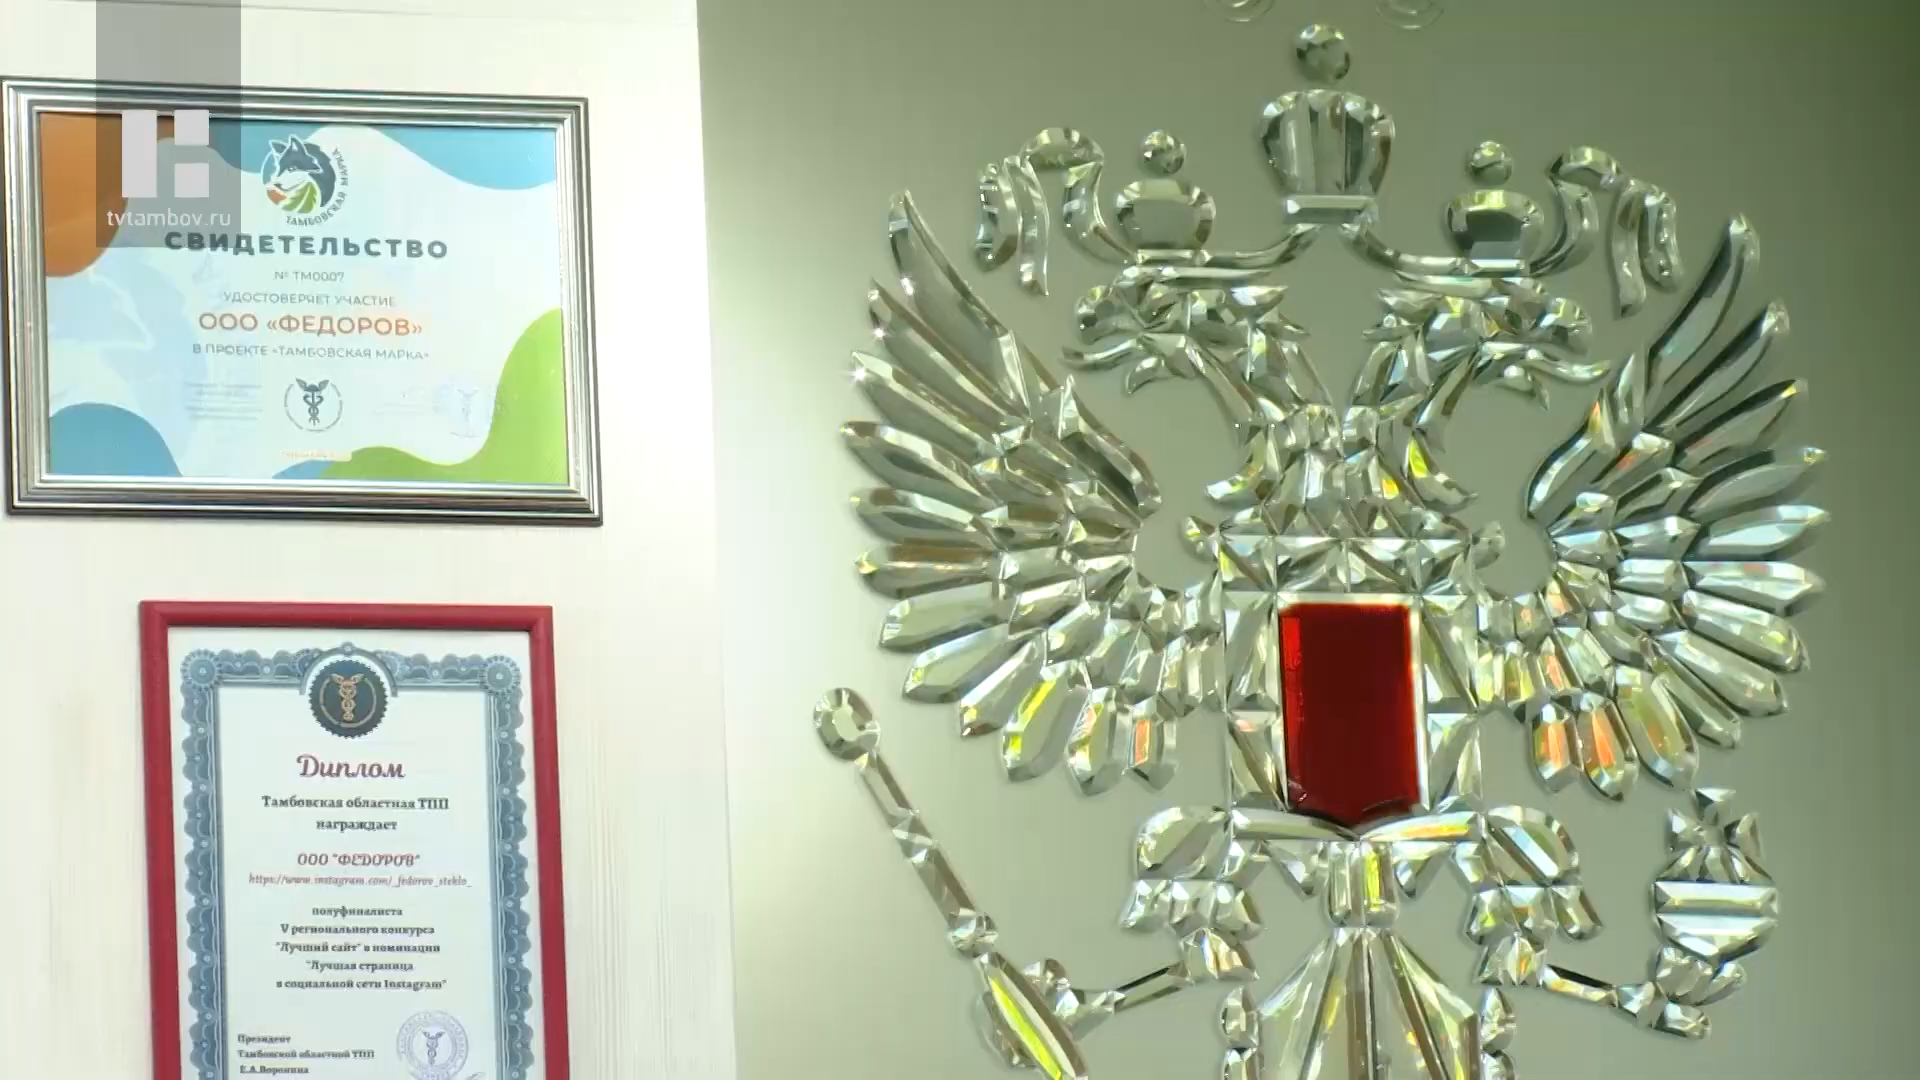 tvtambov.ru
ТАМБОВСКАЯ МАРКА
СВИДЕТЕЛЬСТВО
№ ТМ0007
УДОСТОВЕРЯЕТ УЧАСТИЕ
ООО «ФЕДОРОВ»
В ПРОЕКТЕ «ТАМБОВСКАЯ МАРКА»
Диплом
Тамбовская областная ТПП
награждает
ООО "ФЕДОРОВ"
https://www.instagram.com/_fedorov_steklo_
полуфиналиста
V регионального конкурса
"Лучший сайт" в номинации
"Лучшая страница
в социальной сети Instagram"
Президент
Тамбовской областной ТПП
Е.А.Воронина